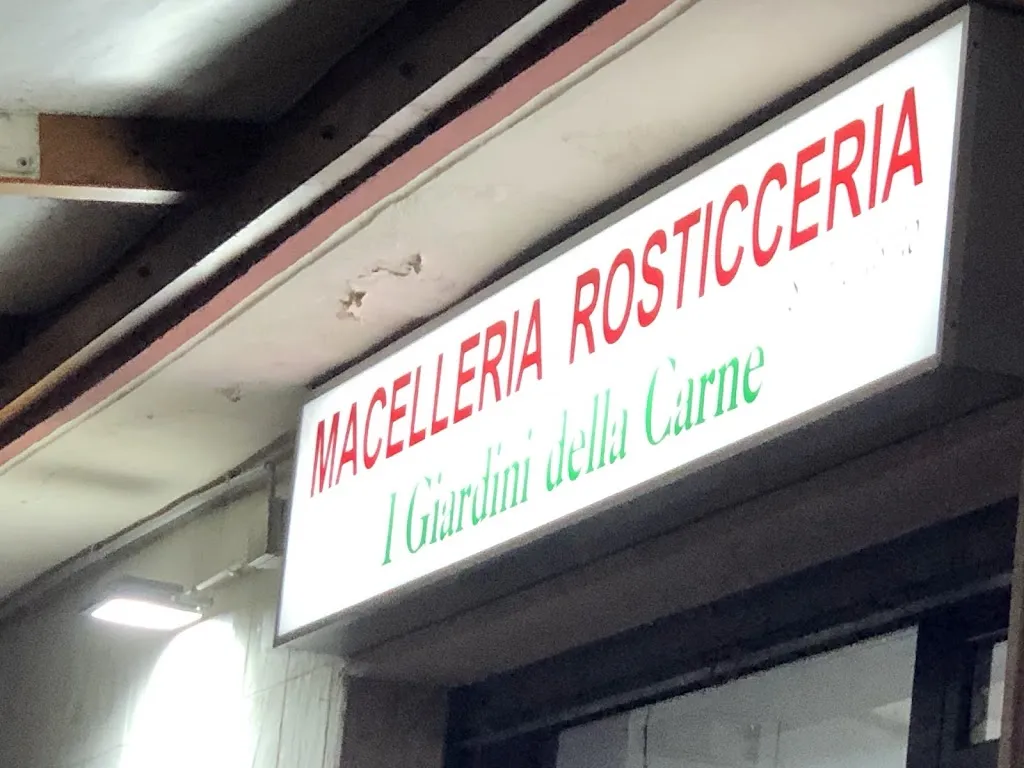 MACELLERIA ROSTICCERIA
I Giardini della Carne